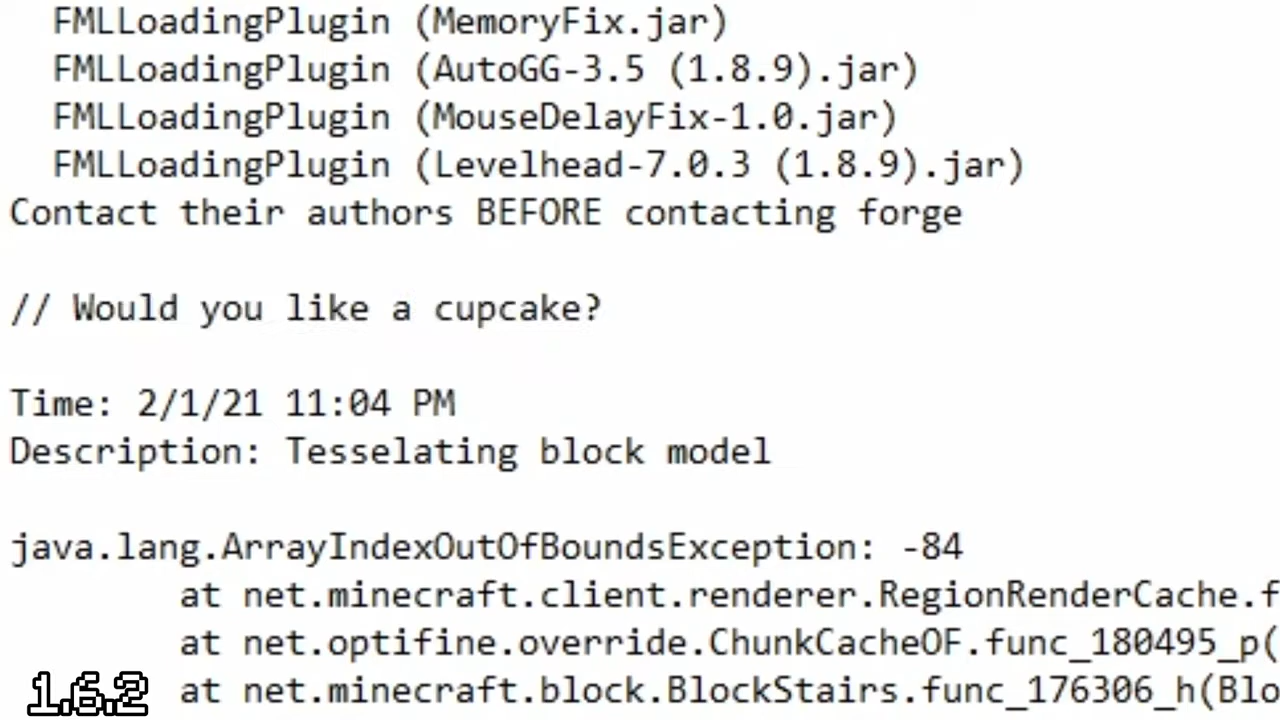 FMLLoadingPlugin (MemoryFix.jar)
FMLLoadingPlugin (AutoGG-3.5 (1.8.9).jar)
FMLLoadingPlugin (MouseDelayFix-1.0.jar)
FMLLoadingPlugin (Levelhead-7.0.3 (1.8.9).jar)
Contact their authors BEFORE contacting forge
// Would you like a cupcake?
Time: 2/1/21 11:04 PM
Description: Tesselating block model
java.lang.ArrayIndexOutOfBoundsException: -84
at net.minecraft.client.renderer.RegionRenderCache.f
at net.optifine.override.ChunkCacheOF.func_180495_p(
at net.minecraft.block.BlockStairs.func_176306_h(Blo
1.6.2